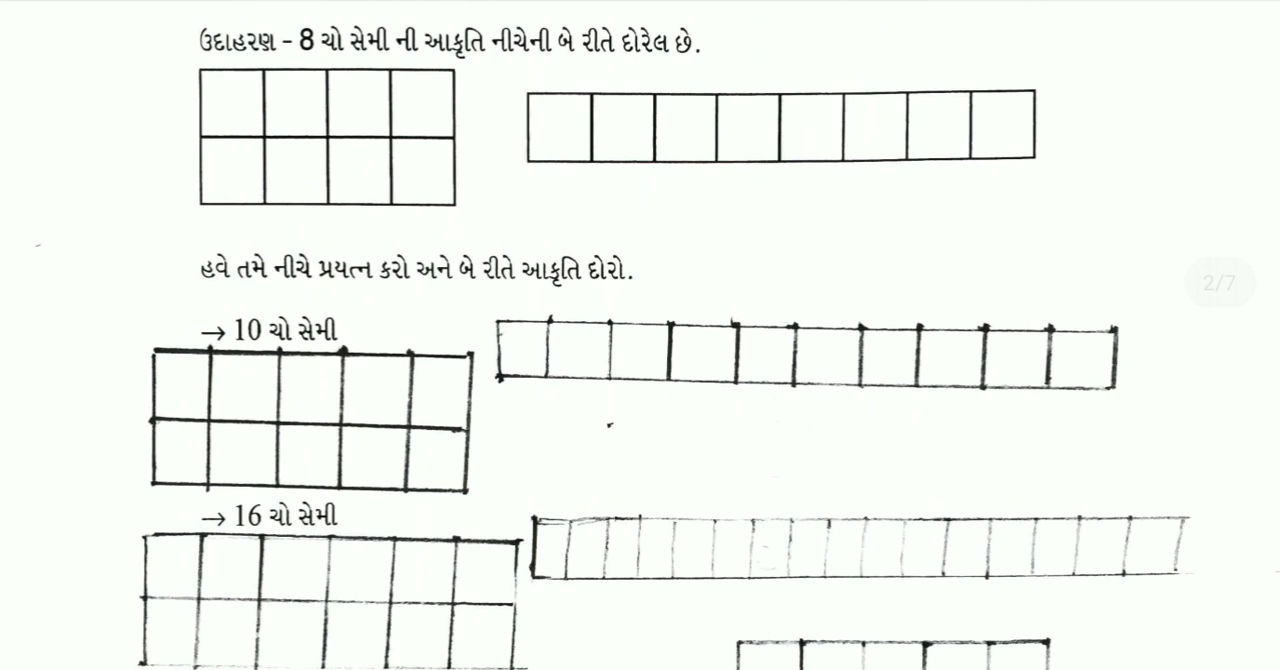 ઉદાહરણ - 8 ચો સેમી ની આકૃતિ નીચેની બે રીતે દોરેલ છે.
હવે તમે નીચે પ્રયત્ન કરો અને બે રીતે આકૃતિ દોરો.
2/7
→ 10 ચો સેમી
→ 16 ચો સેમી